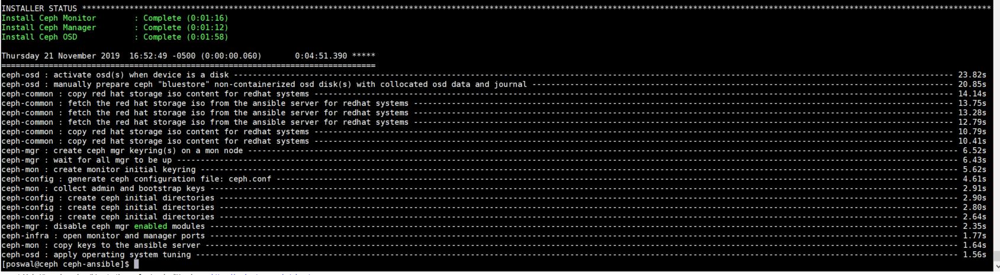 INSTALLER STATUS ****************************************************************************************************************************************************************************************
Install Ceph Monitor        : Complete (0:01:16)
Install Ceph Manager        : Complete (0:01:12)
Install Ceph OSD            : Complete (0:01:58)
Thursday 21 November 2019  16:52:49 -0500 (0:00:00.060)       0:04:51.390 *****
===============================================================================
ceph-osd : activate osd(s) when device is a disk -------------------------------------------------------- 23.82s
ceph-osd : manually prepare ceph "bluestore" non-containerized osd disk(s) with collocated osd data and journal -------------------------------------------------------- 20.85s
ceph-common : copy red hat storage iso content for redhat systems -------------------------------------------------------- 14.14s
ceph-common : fetch the red hat storage iso from the ansible server for redhat systems -------------------------------------------------------- 13.75s
ceph-common : fetch the red hat storage iso from the ansible server for redhat systems -------------------------------------------------------- 13.28s
ceph-common : fetch the red hat storage iso from the ansible server for redhat systems -------------------------------------------------------- 12.79s
ceph-common : copy red hat storage iso content for redhat systems -------------------------------------------------------- 10.79s
ceph-common : copy red hat storage iso content for redhat systems -------------------------------------------------------- 10.41s
ceph-mgr : create ceph mgr keyring(s) on a mon node -------------------------------------------------------- 6.52s
ceph-mgr : wait for all mgr to be up -------------------------------------------------------- 6.43s
ceph-mon : create monitor initial keyring -------------------------------------------------------- 5.62s
ceph-config : generate ceph configuration file: ceph.conf -------------------------------------------------------- 4.61s
ceph-mon : collect admin and bootstrap keys -------------------------------------------------------- 2.91s
ceph-config : create ceph initial directories -------------------------------------------------------- 2.90s
ceph-config : create ceph initial directories -------------------------------------------------------- 2.80s
ceph-config : create ceph initial directories -------------------------------------------------------- 2.64s
ceph-mgr : disable ceph mgr enabled modules -------------------------------------------------------- 2.35s
ceph-infra : open monitor and manager ports -------------------------------------------------------- 1.77s
ceph-mon : copy keys to the ansible server -------------------------------------------------------- 1.64s
ceph-osd : apply operating system tuning -------------------------------------------------------- 1.56s
[poswal@ceph ceph-ansible]$